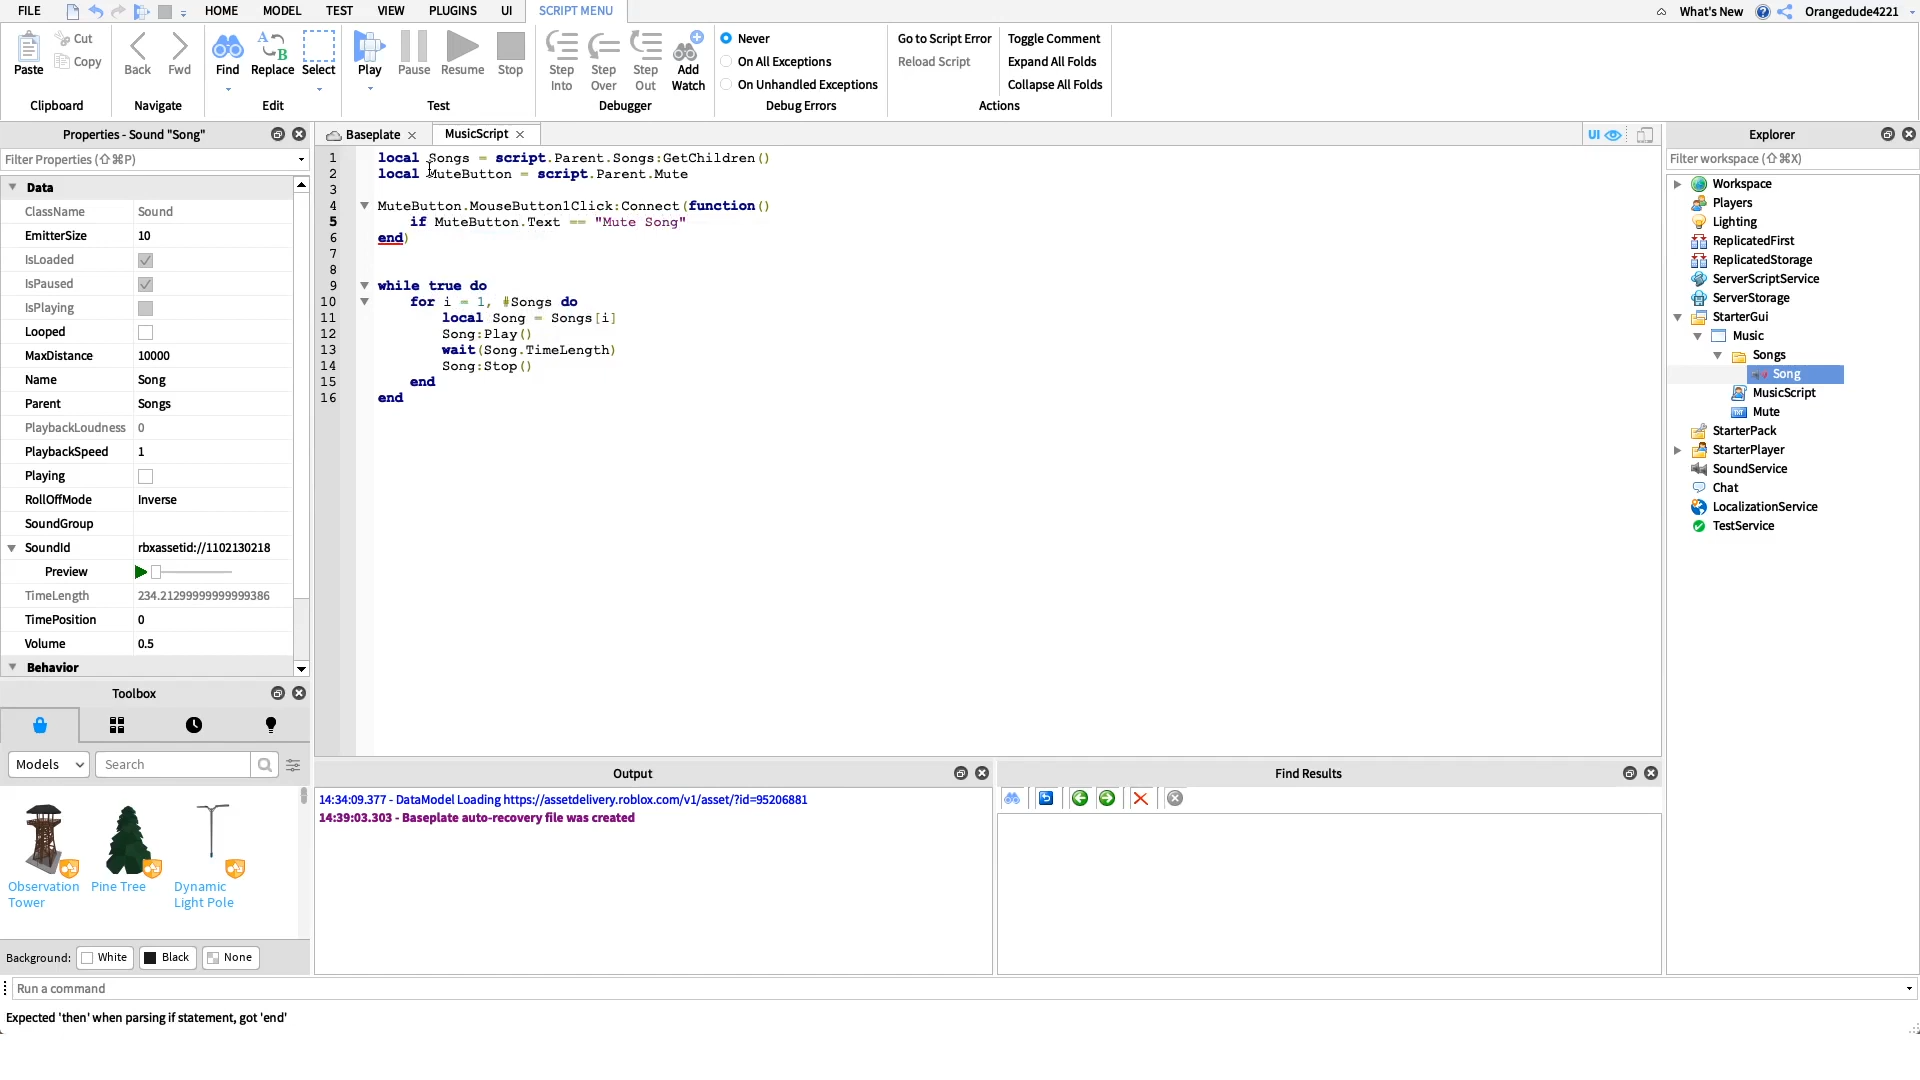 FILE HOME MODEL TEST VIEW PLUGINS UI SCRIPT MENU What's New Orangedude4221
Paste Cut Copy
Clipboard
Back Fwd
Navigate
Find Replace Select
Edit
Play Pause Resume Stop
Test
Step Into Step Over Step Out Add Watch
Debugger
Never
On All Exceptions
On Unhandled Exceptions
Debug Errors
Go to Script Error Toggle Comment
Reload Script Expand All Folds
Collapse All Folds
Actions
Properties - Sound "Song"
Filter Properties (⇧⌘P)
Data
ClassName Sound
EmitterSize 10
IsLoaded
IsPaused
IsPlaying
Looped
MaxDistance 10000
Name Song
Parent Songs
PlaybackLoudness 0
PlaybackSpeed 1
Playing
RollOffMode Inverse
SoundGroup
SoundId rbxassetid://1102130218
Preview
TimeLength 234.21299999999999386
TimePosition 0
Volume 0.5
Behavior
Toolbox
Models Search
Observation Tower
Pine Tree
Dynamic Light Pole
Background: White Black None
Baseplate MusicScript UI
1 local Songs = script.Parent.Songs:GetChildren()
2 local MuteButton = script.Parent.Mute
3
4 MuteButton.MouseButton1Click:Connect(function()
5 if MuteButton.Text == "Mute Song"
6 end)
7
8
9 while true do
10 for i = 1, #Songs do
11 local Song = Songs[i]
12 Song:Play()
13 wait(Song.TimeLength)
14 Song:Stop()
15 end
16 end
Output
14:34:09.377 - DataModel Loading https://assetdelivery.roblox.com/v1/asset/?id=95206881
14:39:03.303 - Baseplate auto-recovery file was created
Find Results
Explorer
Filter workspace (⇧⌘X)
Workspace
Players
Lighting
ReplicatedFirst
ReplicatedStorage
ServerScriptService
ServerStorage
StarterGui
Music
Songs
Song
MusicScript
Mute
StarterPack
StarterPlayer
SoundService
Chat
LocalizationService
TestService
Run a command
Expected 'then' when parsing if statement, got 'end'